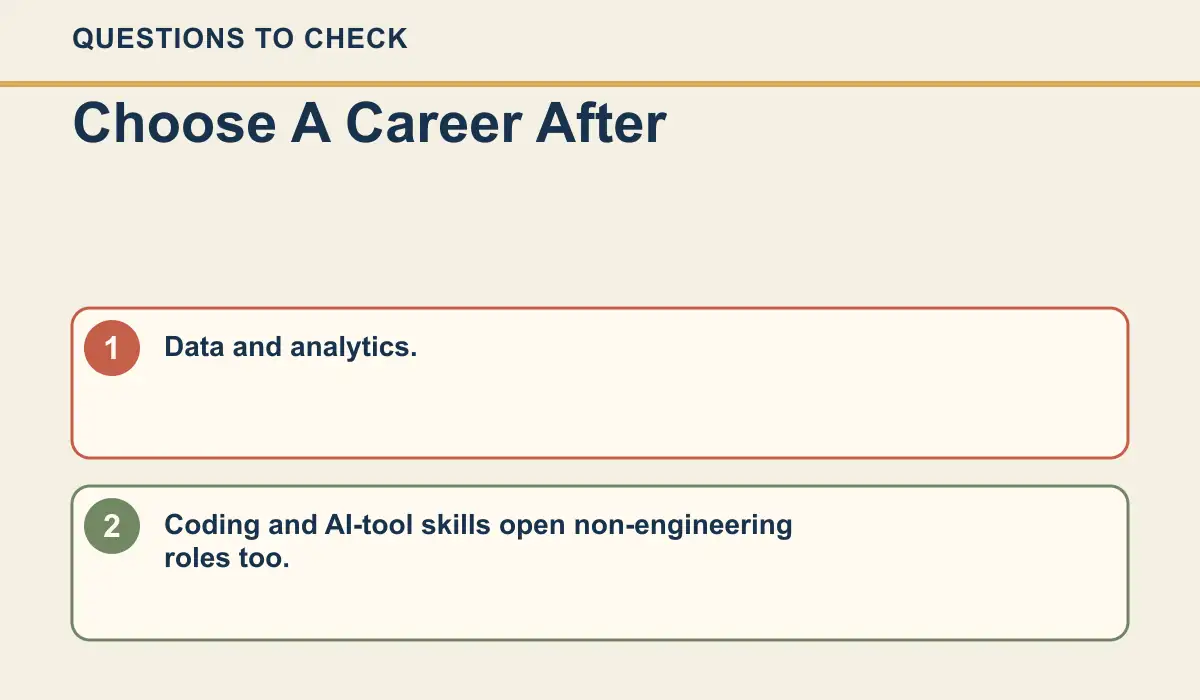 QUESTIONS TO CHECK
Choose A Career After
1
Data and analytics.
2
Coding and AI-tool skills open non-engineering
roles too.